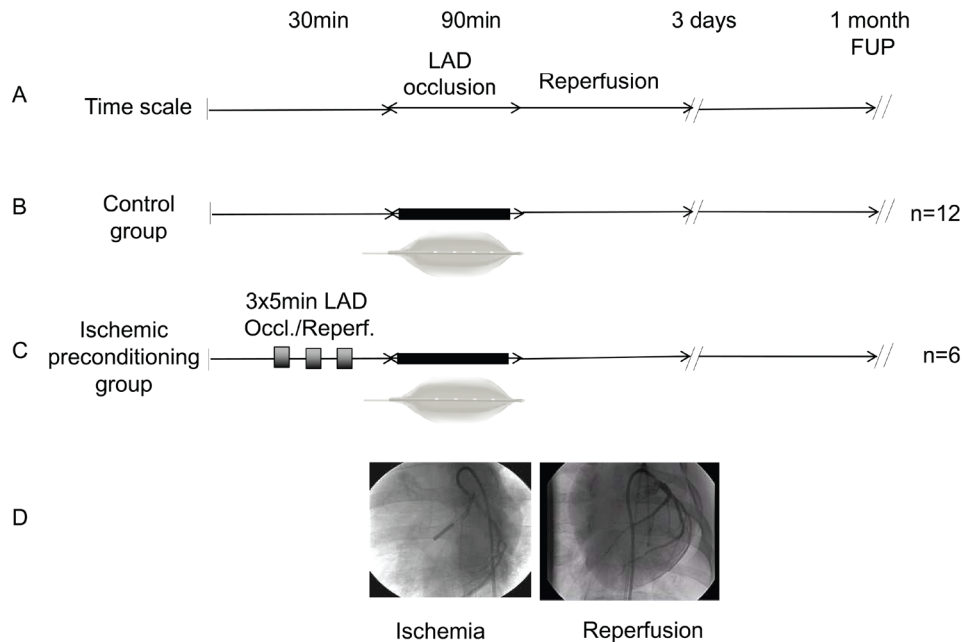 30min 90min 3 days 1 month
FUP
LAD
occlusion
Reperfusion
A
Time scale
B
Control
group
n=12
3x5min LAD
Occl./Reperf.
C
Ischemic
preconditioning
group
n=6
D
Ischemia Reperfusion